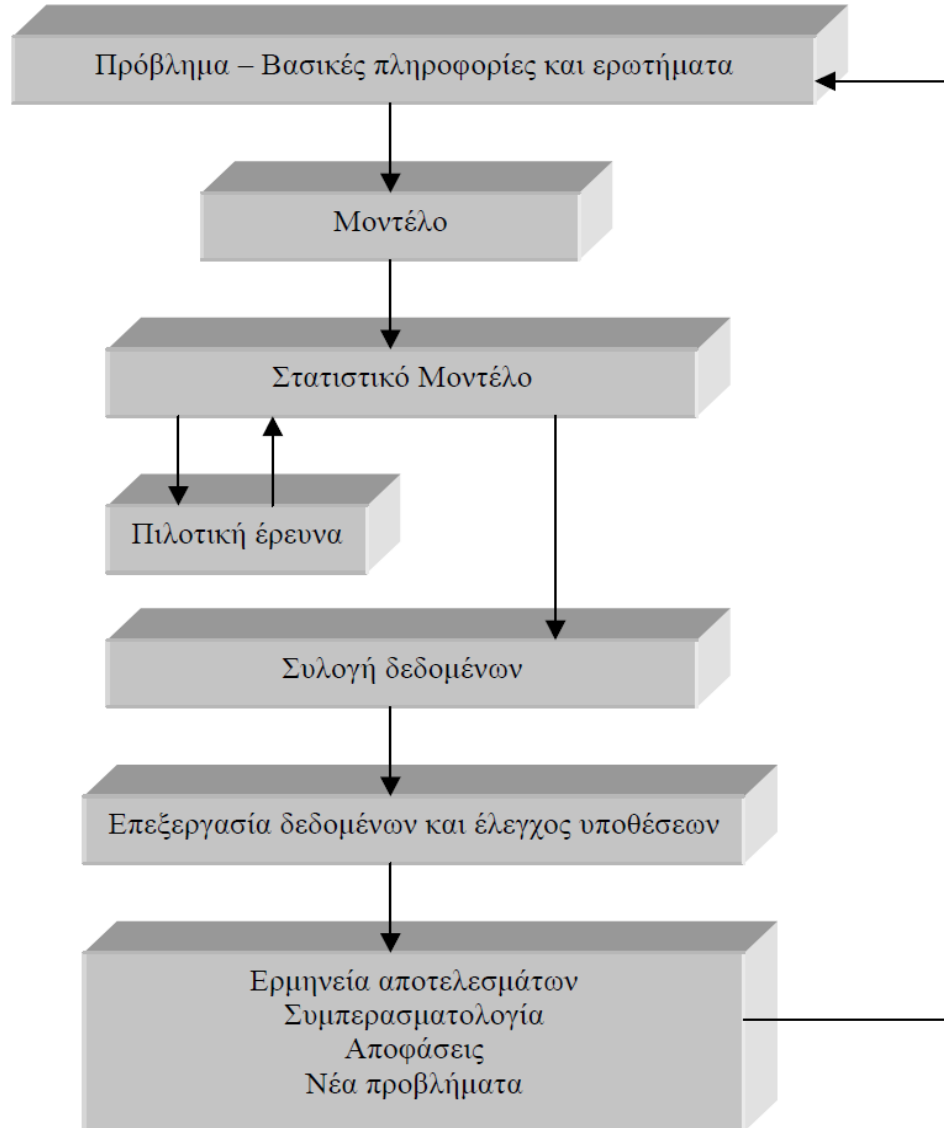 Πρόβλημα – Βασικές πληροφορίες και ερωτήματα
Μοντέλο
Στατιστικό Μοντέλο
Πιλοτική έρευνα
Συλογή δεδομένων
Επεξεργασία δεδομένων και έλεγχος υποθέσεων
Ερμηνεία αποτελεσμάτων
Συμπερασματολογία
Αποφάσεις
Νέα προβλήματα